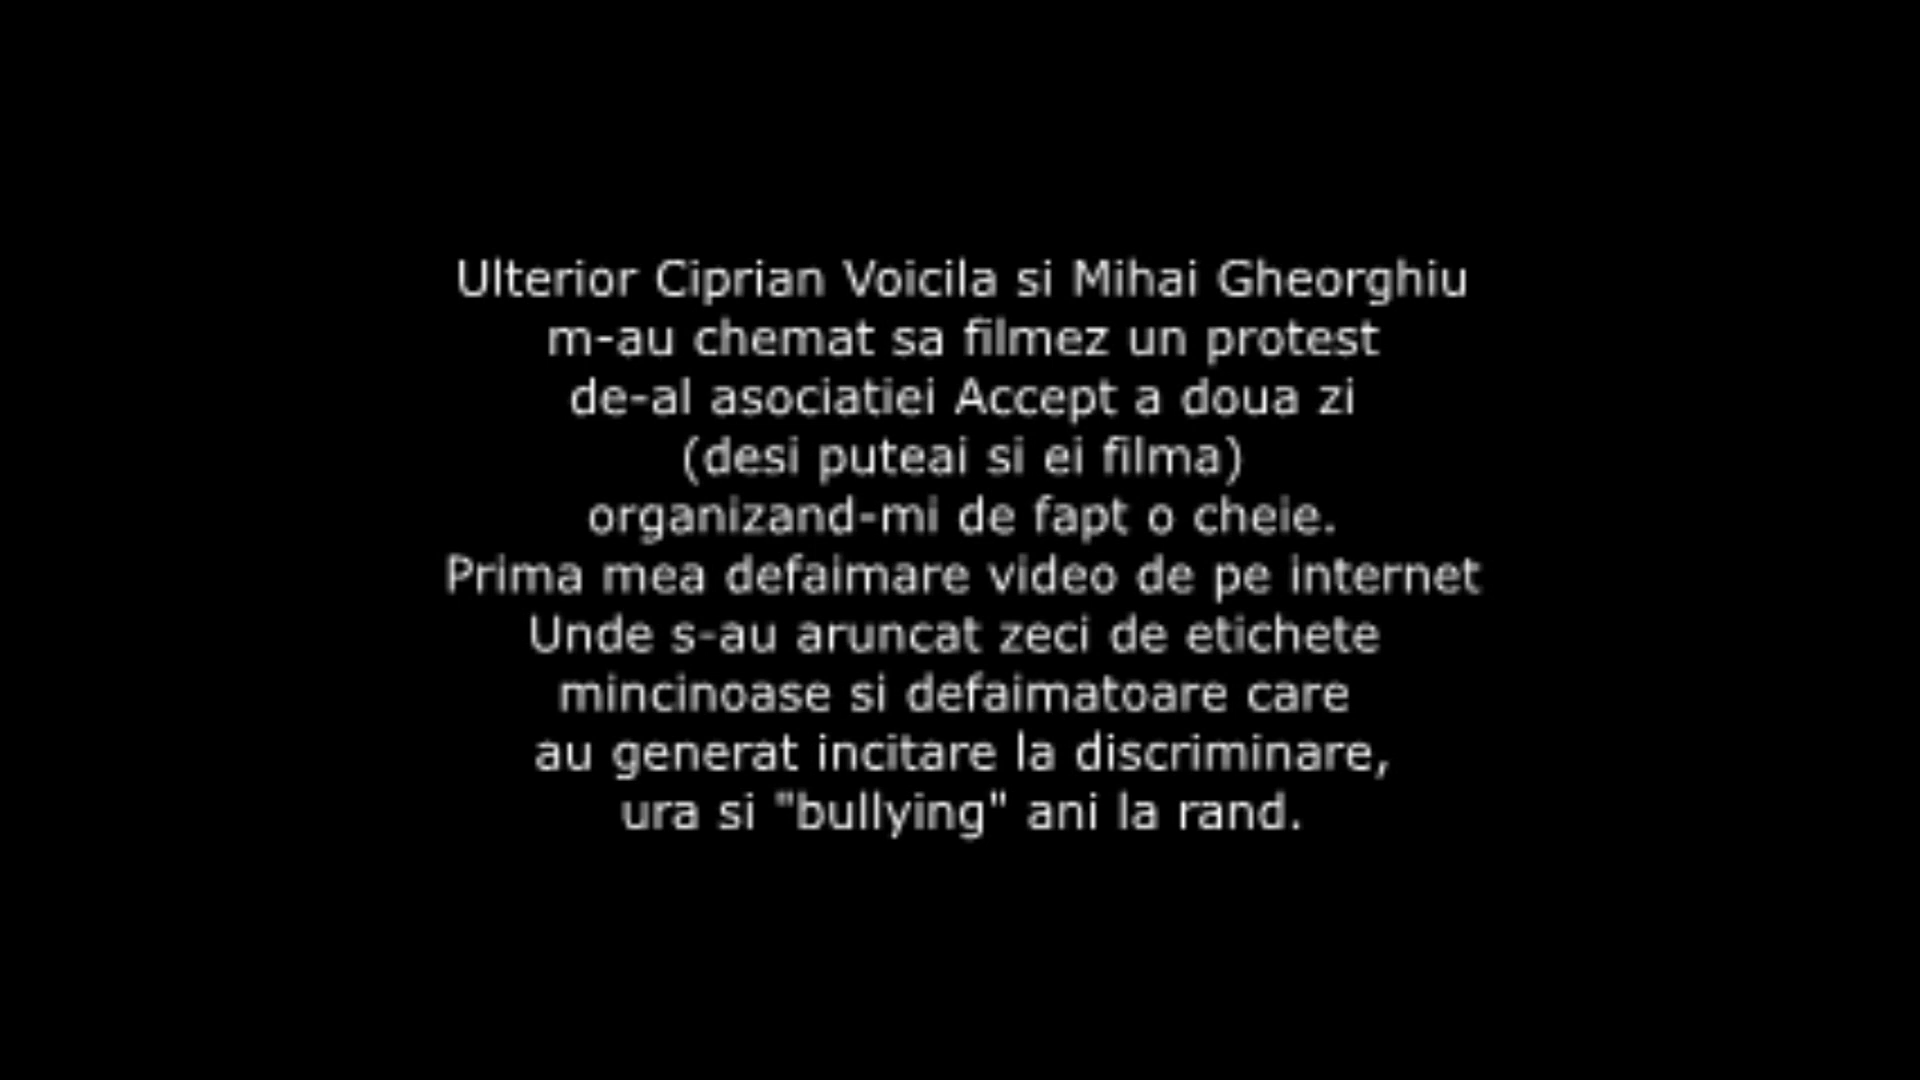 Ulterior Ciprian Voicila si Mihai Gheorghiu
m-au chemat sa filmez un protest
de-al asociatiei Accept a doua zi
(desi puteai si ei filma)
organizand-mi de fapt o cheie.
Prima mea defaimare video de pe internet
Unde s-au aruncat zeci de etichete
mincinoase si defaimatoare care
au generat incitare la discriminare,
ura si "bullying" ani la rand.